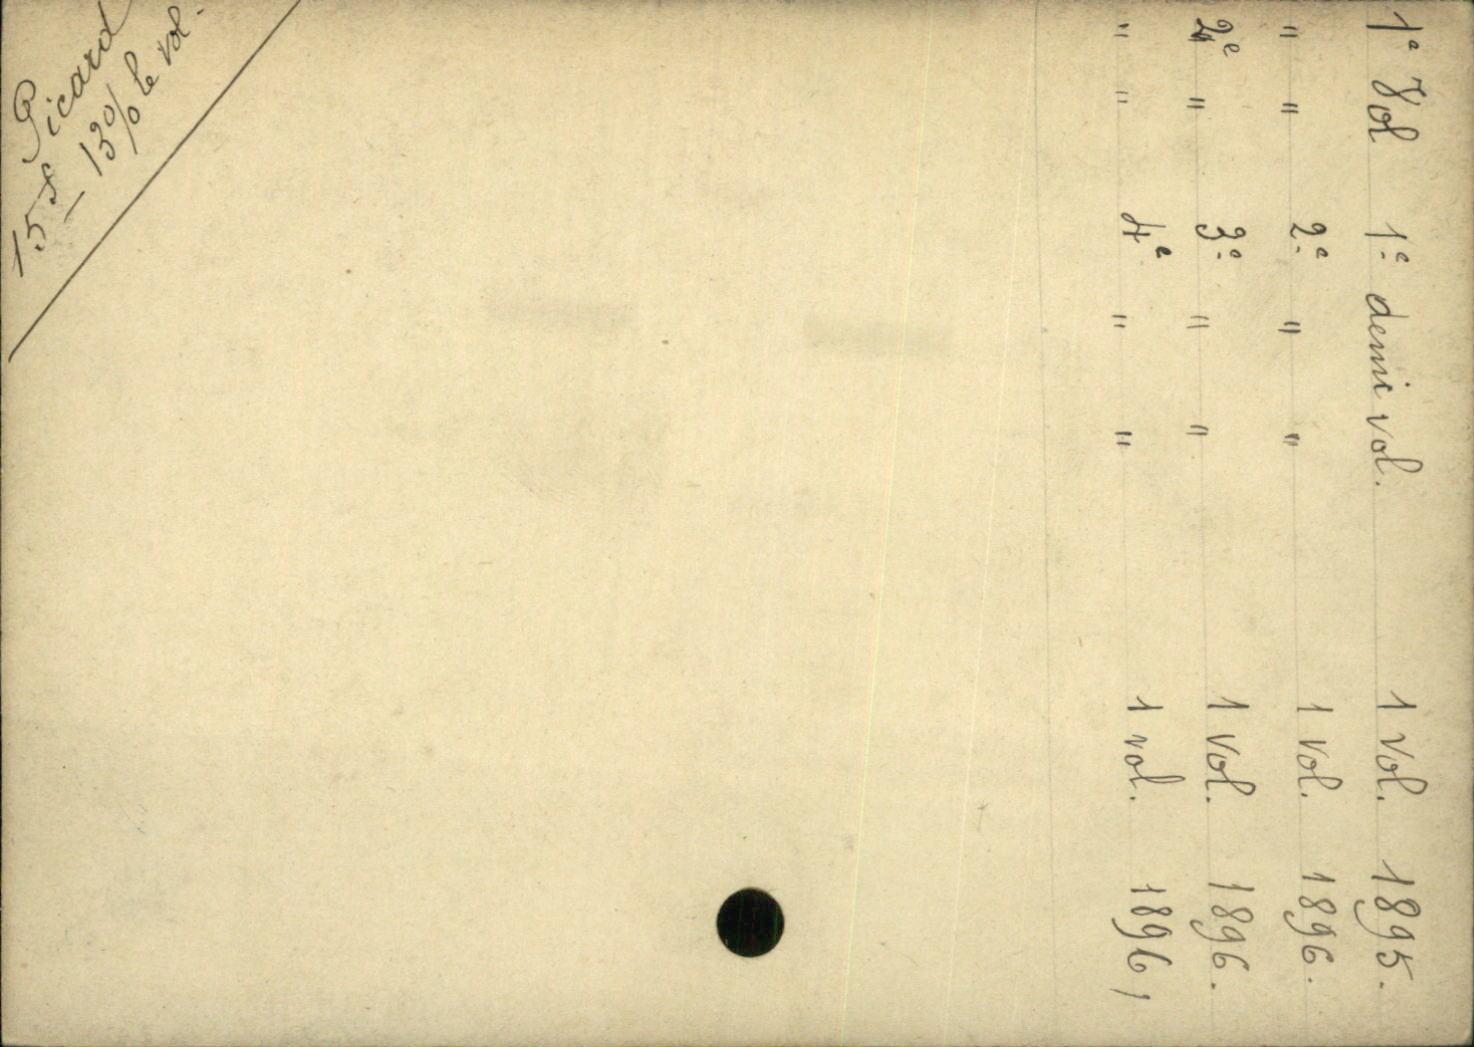 1e Vol 1e demi vol. 1 vol. 1895.
" " 2e " " 1 vol. 1896.
2e " 3e " " 1 vol. 1896.
" " 4e " " 1 vol. 1896,
Picard
15 f – 13% le vol.